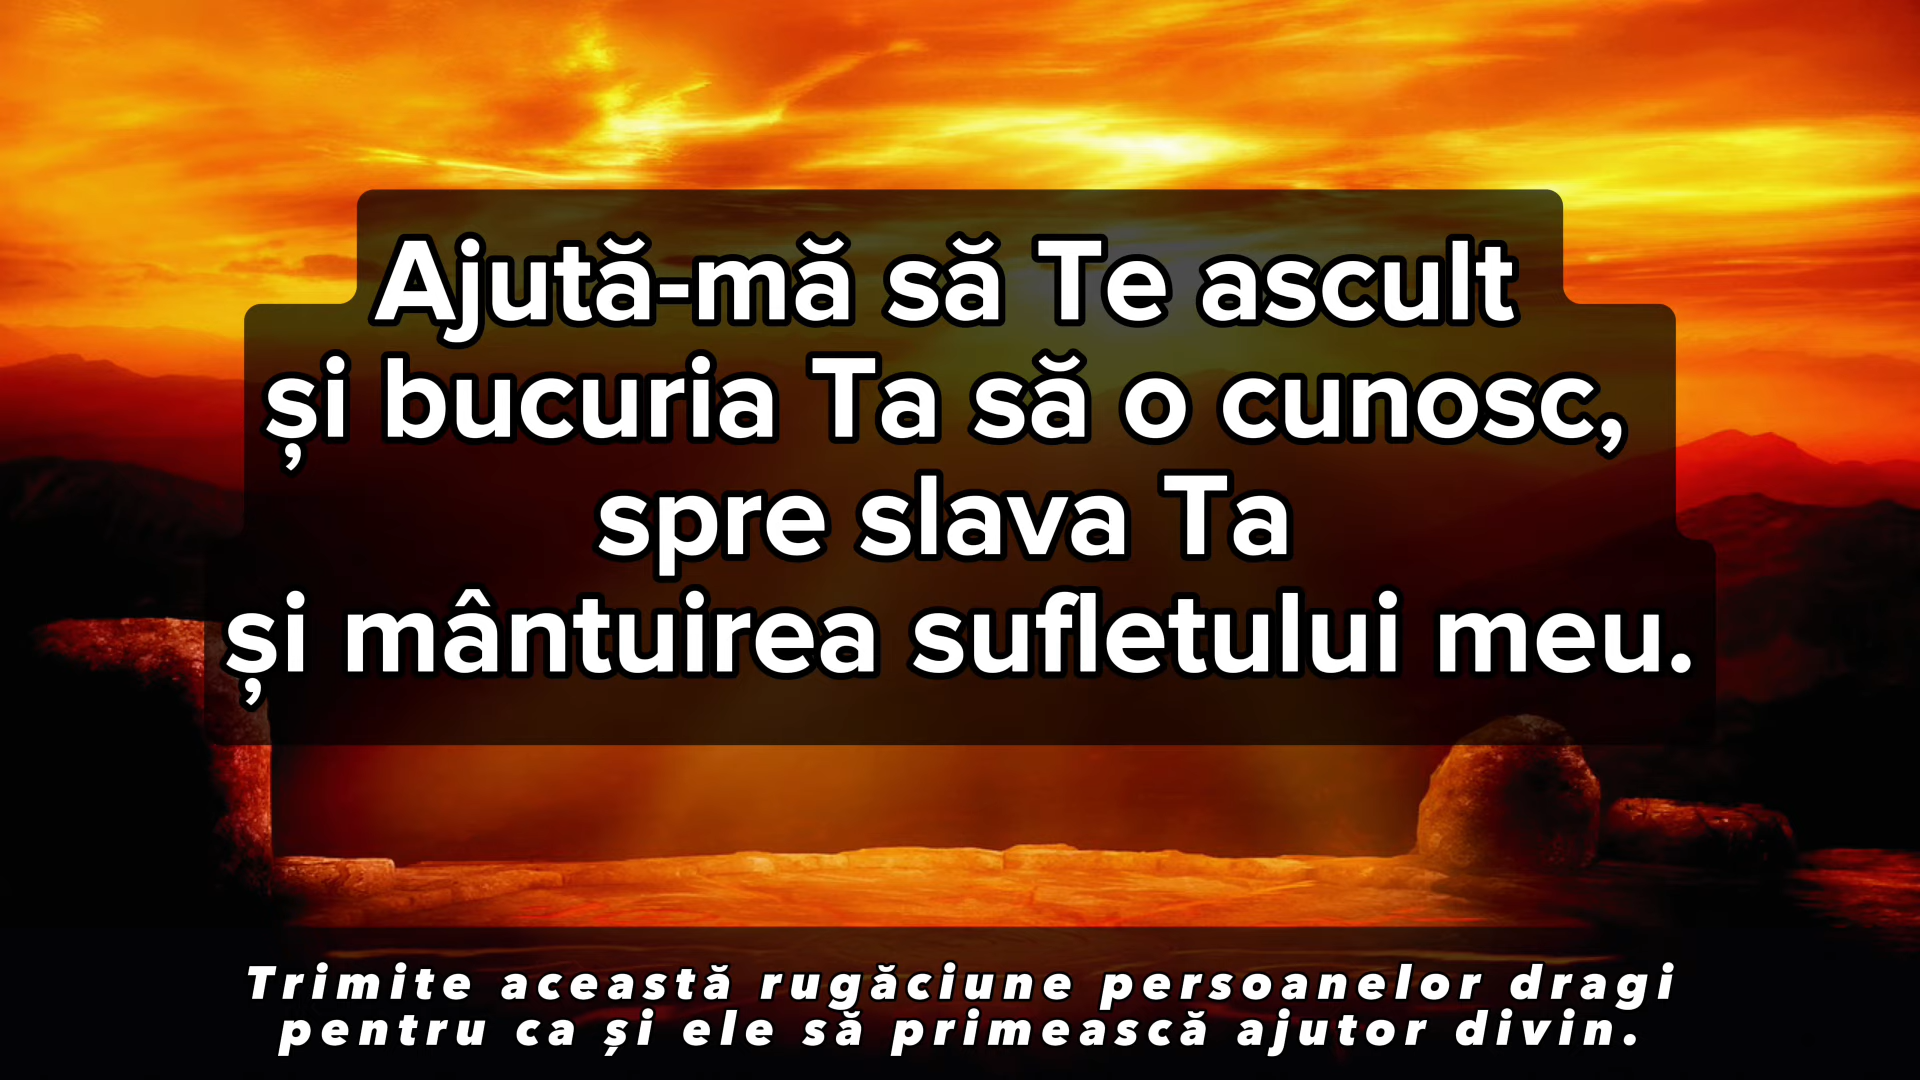 Ajută-mă să Te ascult
și bucuria Ta să o cunosc,
spre slava Ta
și mântuirea sufletului meu.
Trimite această rugăciune persoanelor dragi
pentru ca și ele să primească ajutor divin.